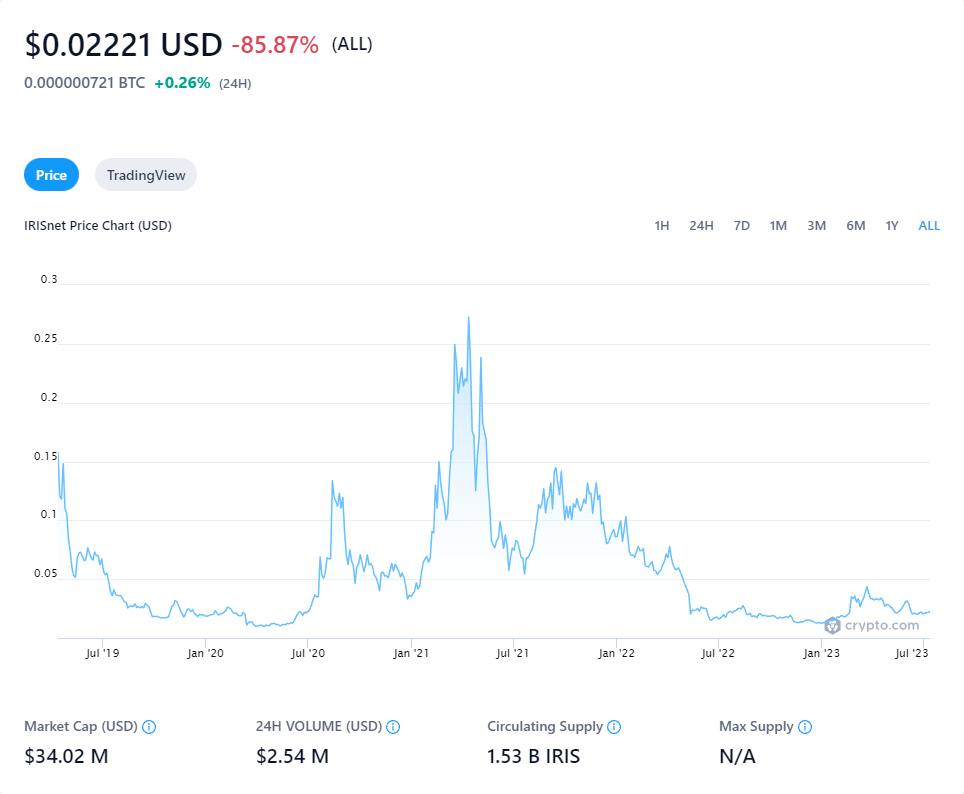 $0.02221 USD -85.87% (ALL)
0.000000721 BTC +0.26% (24H)
Price TradingView
IRISnet Price Chart (USD) 1H 24H 7D 1M 3M 6M 1Y ALL
0.3
0.25
0.2
0.15
0.1
0.05
crypto.com
Jul '19 Jan '20 Jul '20 Jan '21 Jul '21 Jan '22 Jul '22 Jan '23 Jul '23
Market Cap (USD) 24H VOLUME (USD) Circulating Supply Max Supply
$34.02 M $2.54 M 1.53 B IRIS N/A